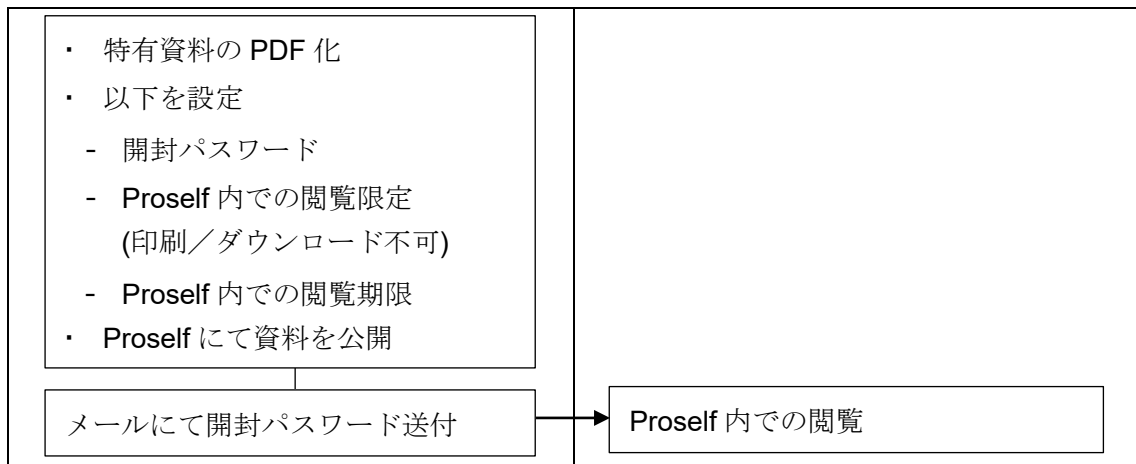 ・ 特有資料の PDF 化
・ 以下を設定
- 開封パスワード
- Proself 内での閲覧限定
(印刷／ダウンロード不可)
- Proself 内での閲覧期限
・ Proself にて資料を公開
メールにて開封パスワード送付
Proself 内での閲覧